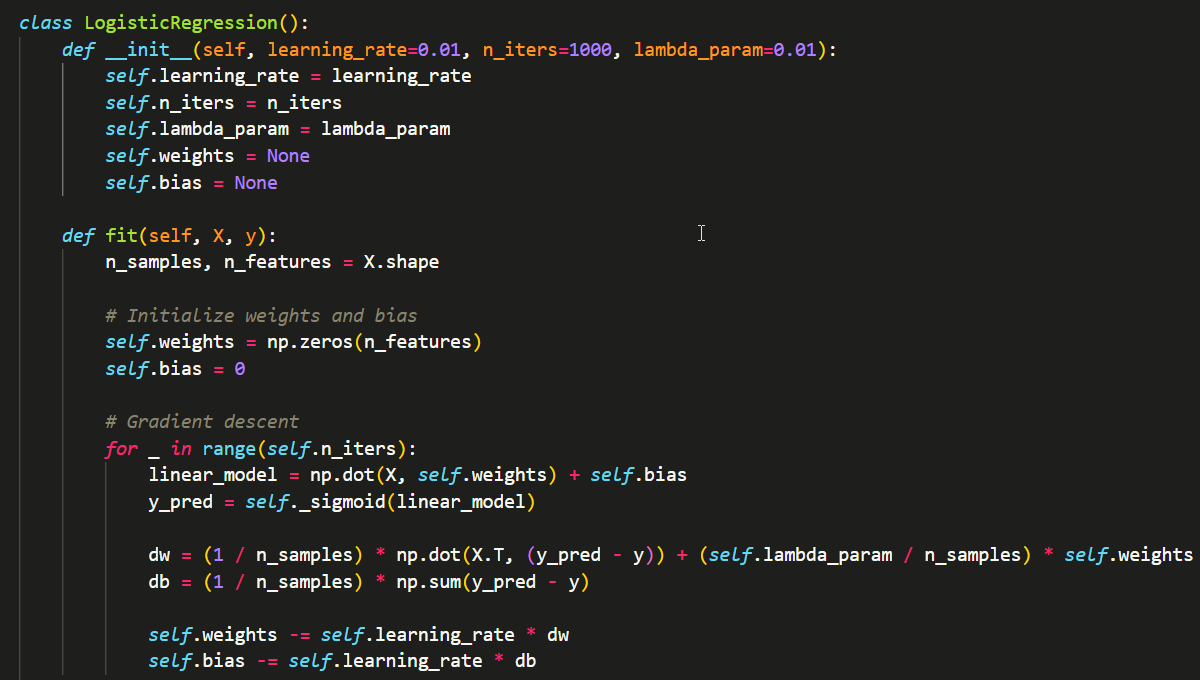 class LogisticRegression():
    def __init__(self, learning_rate=0.01, n_iters=1000, lambda_param=0.01):
        self.learning_rate = learning_rate
        self.n_iters = n_iters
        self.lambda_param = lambda_param
        self.weights = None
        self.bias = None

    def fit(self, X, y):
        n_samples, n_features = X.shape

        # Initialize weights and bias
        self.weights = np.zeros(n_features)
        self.bias = 0

        # Gradient descent
        for _ in range(self.n_iters):
            linear_model = np.dot(X, self.weights) + self.bias
            y_pred = self._sigmoid(linear_model)

            dw = (1 / n_samples) * np.dot(X.T, (y_pred - y)) + (self.lambda_param / n_samples) * self.weights
            db = (1 / n_samples) * np.sum(y_pred - y)

            self.weights -= self.learning_rate * dw
            self.bias -= self.learning_rate * db